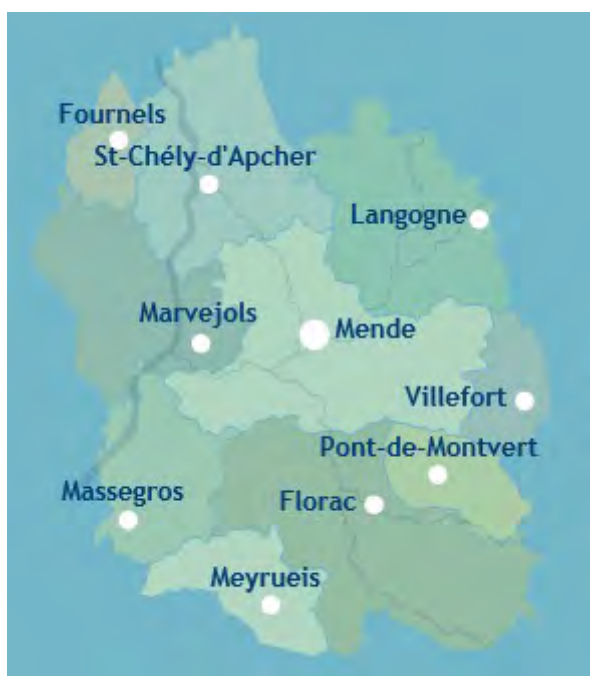 Fournels
St-Chély-d'Apcher
Langogne
Marvejols
Mende
Villefort
Pont-de-Montvert
Massegros
Florac
Meyrueis